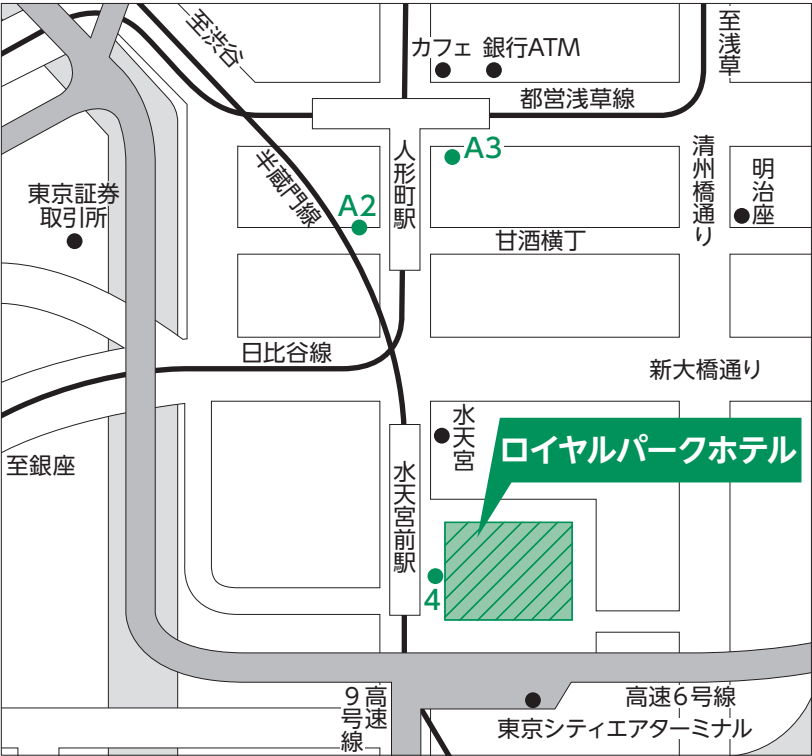 至渋谷
カフェ
銀行ATM
至浅草
都営浅草線
A3
人形町駅
半蔵門線
清州橋通り
明治座
東京証券
取引所
A2
甘酒横丁
日比谷線
新大橋通り
水天宮
ロイヤルパークホテル
至銀座
水天宮前駅
4
高速
9号線
高速6号線
東京シティエアターミナル